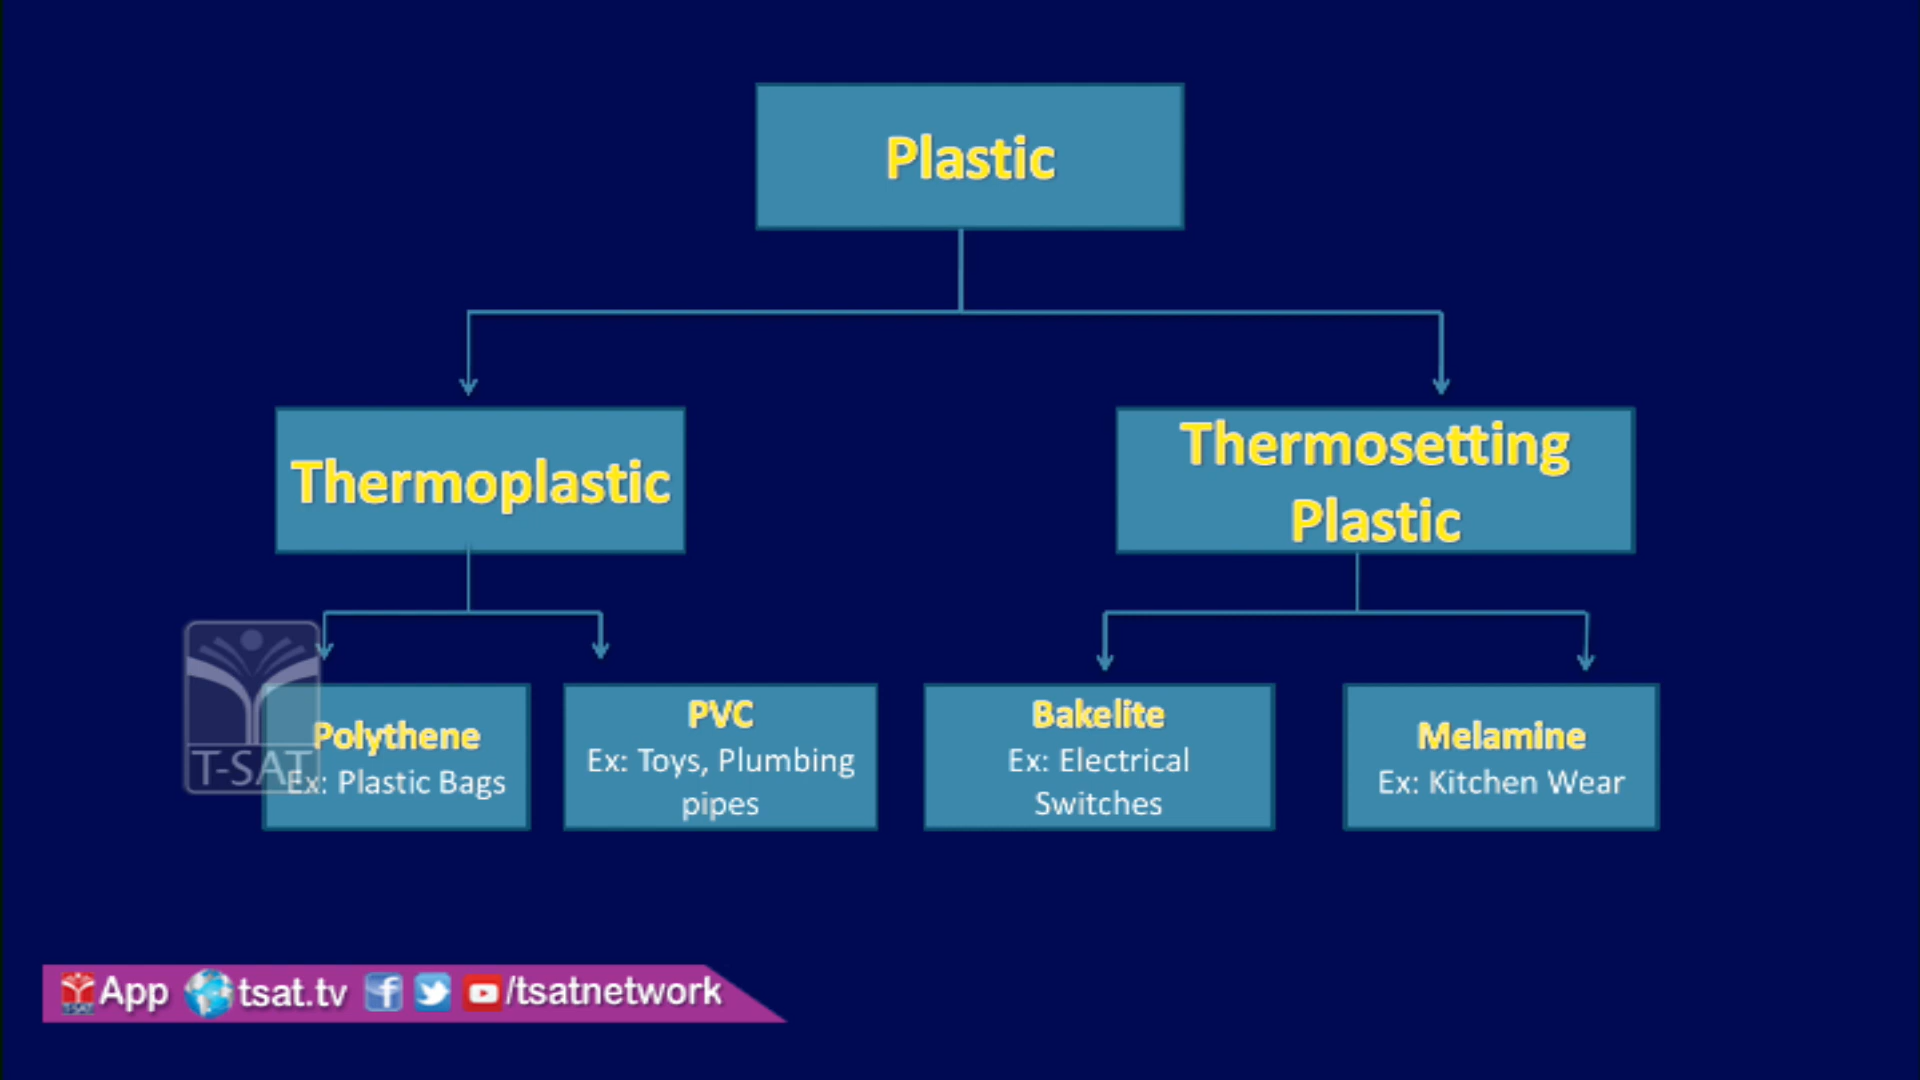 Plastic
Thermoplastic
Thermosetting
Plastic
Polythene
Ex: Plastic Bags
PVC
Ex: Toys, Plumbing
pipes
Bakelite
Ex: Electrical
Switches
Melamine
Ex: Kitchen Wear
T-SAT
T-SAT App tsat.tv /tsatnetwork